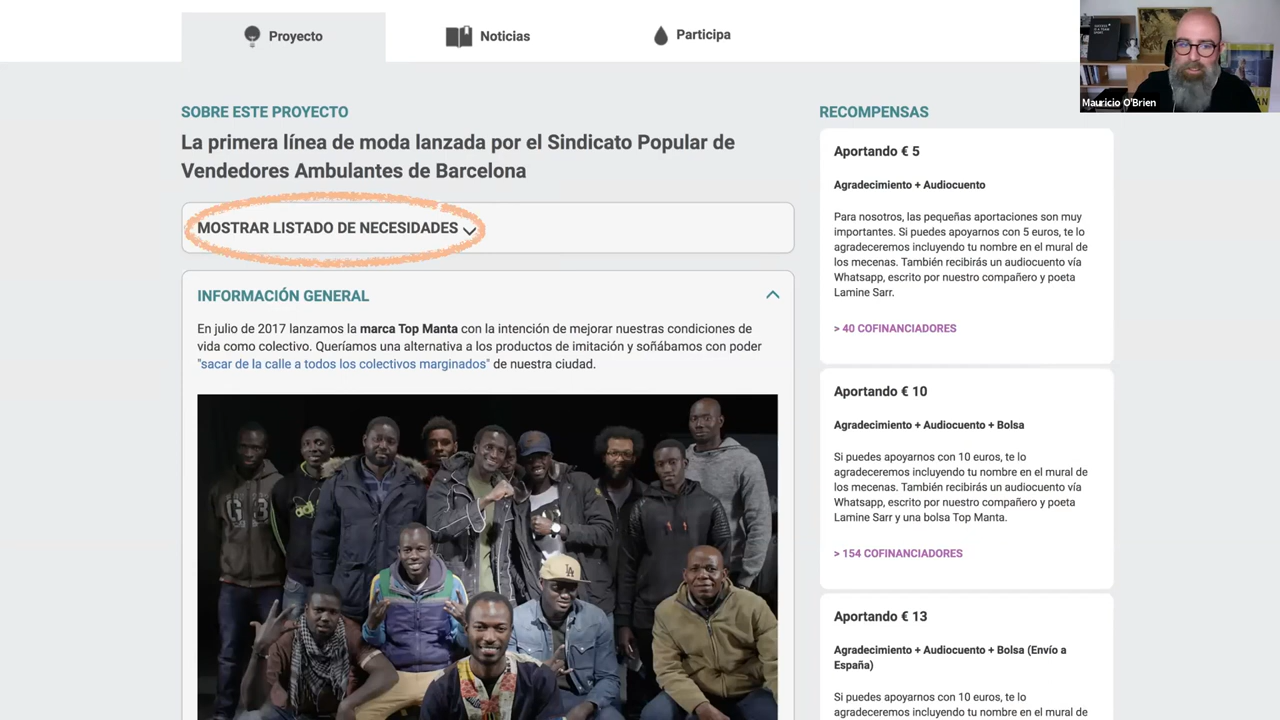 Proyecto
Noticias
Participa
Mauricio O'Brien
SOBRE ESTE PROYECTO
La primera línea de moda lanzada por el Sindicato Popular de
Vendedores Ambulantes de Barcelona
MOSTRAR LISTADO DE NECESIDADES
INFORMACIÓN GENERAL
En julio de 2017 lanzamos la marca Top Manta con la intención de mejorar nuestras condiciones de
vida como colectivo. Queríamos una alternativa a los productos de imitación y soñábamos con poder
"sacar de la calle a todos los colectivos marginados" de nuestra ciudad.
RECOMPENSAS
Aportando € 5
Agradecimiento + Audiocuento
Para nosotros, las pequeñas aportaciones son muy
importantes. Si puedes apoyarnos con 5 euros, te lo
agradeceremos incluyendo tu nombre en el mural de
los mecenas. También recibirás un audiocuento vía
Whatsapp, escrito por nuestro compañero y poeta
Lamine Sarr.
> 40 COFINANCIADORES
Aportando € 10
Agradecimiento + Audiocuento + Bolsa
Si puedes apoyarnos con 10 euros, te lo
agradeceremos incluyendo tu nombre en el mural de
los mecenas. También recibirás un audiocuento vía
Whatsapp, escrito por nuestro compañero y poeta
Lamine Sarr y una bolsa Top Manta.
> 154 COFINANCIADORES
Aportando € 13
Agradecimiento + Audiocuento + Bolsa (Envío a
España)
Si puedes apoyarnos con 10 euros, te lo
agradeceremos incluyendo tu nombre en el mural de